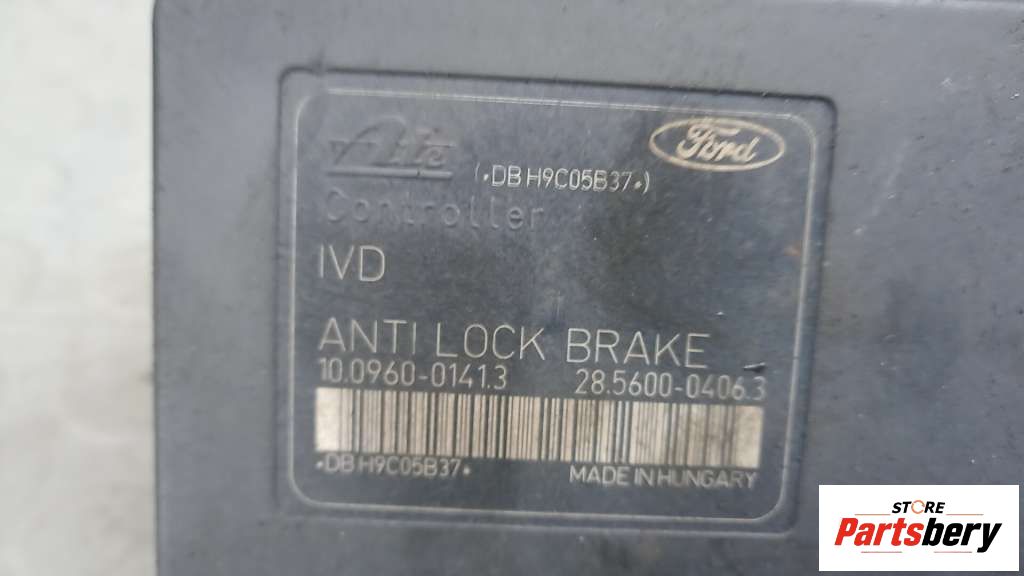 Ate
Ford
(•DB H9C05B37•)
Controller
IVD
ANTI LOCK BRAKE
10.0960-0141.3 28.5600-0406.3
•DB H9C05B37• MADE IN HUNGARY
STORE
Partsbery